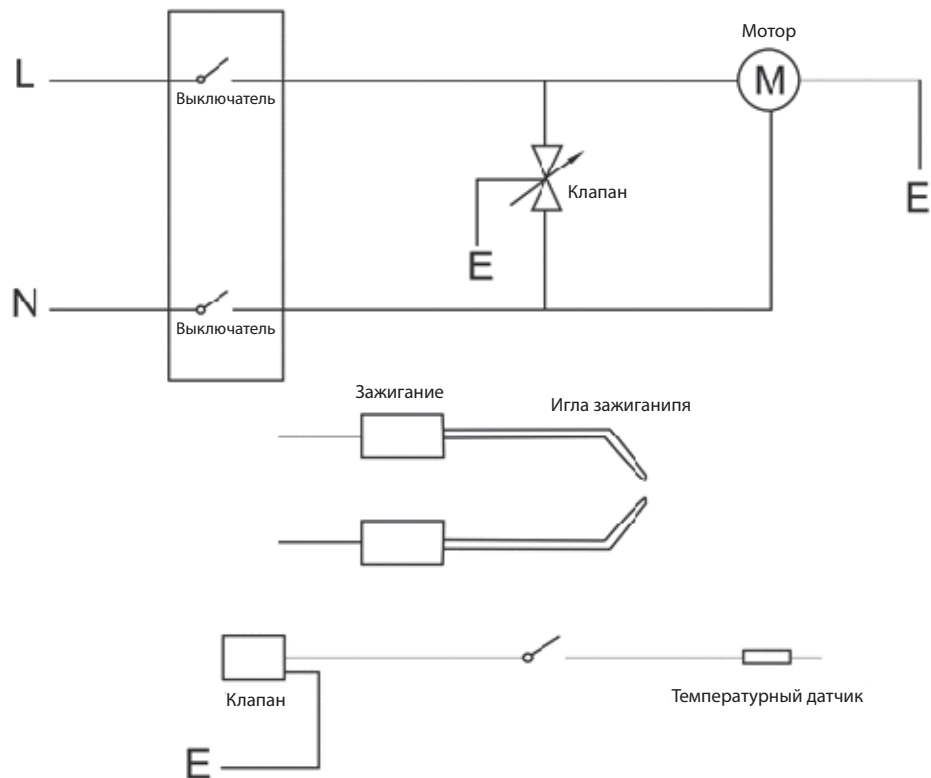 Мотор
L
M
Выключатель
Клапан
E
E
N
Выключатель
Зажигание
Игла зажиганипя
Клапан
Температурный датчик
E